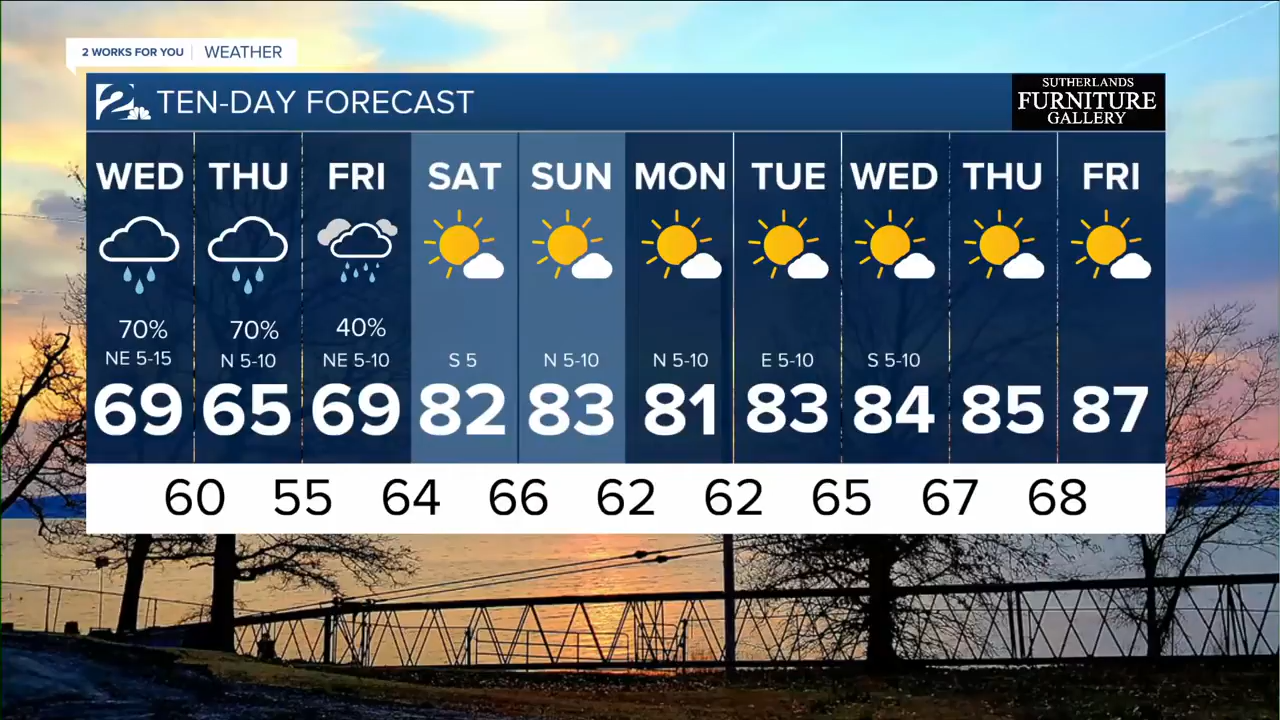 2 WORKS FOR YOU | WEATHER
2 TEN-DAY FORECAST
SUTHERLANDS
FURNITURE
GALLERY
WED THU FRI SAT SUN MON TUE WED THU FRI
70% 70% 40%
NE 5-15 N 5-10 NE 5-10 S 5 N 5-10 N 5-10 E 5-10 S 5-10
69 65 69 82 83 81 83 84 85 87
60 55 64 66 62 62 65 67 68